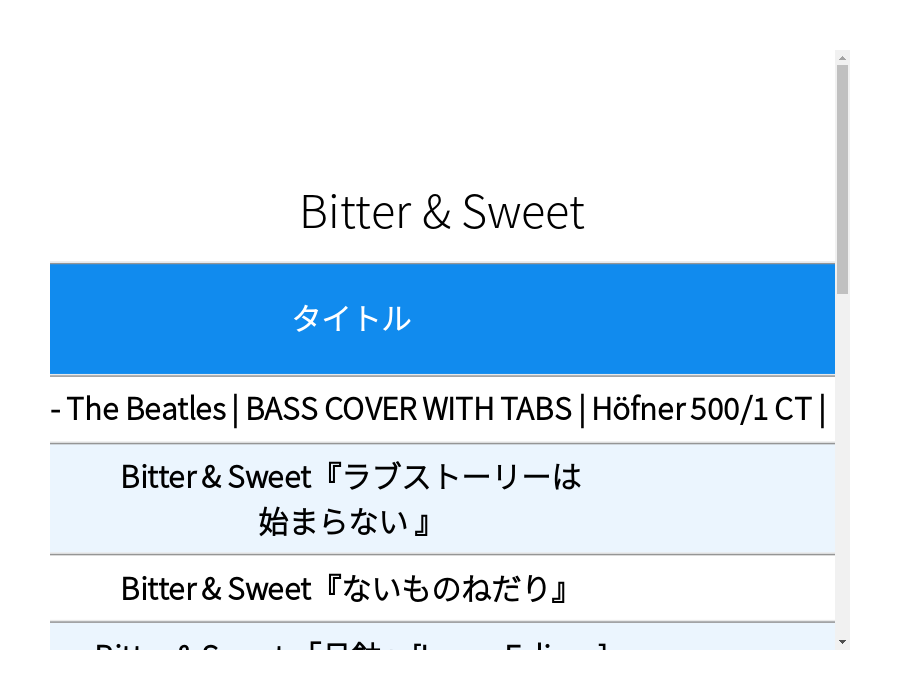 Bitter & Sweet
タイトル
- The Beatles | BASS COVER WITH TABS | Höfner 500/1 CT |
Bitter & Sweet『ラブストーリーは
始まらない 』
Bitter & Sweet『ないものねだり』
Bitter & Sweet